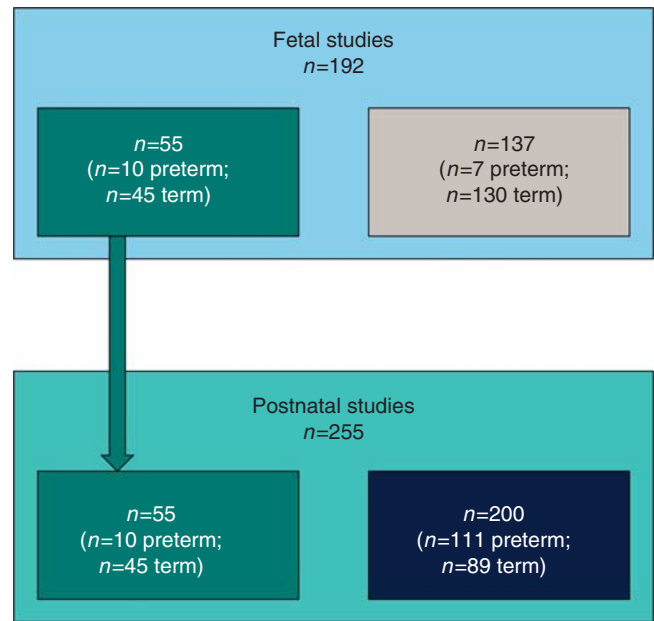 Fetal studies
n=192
n=55
(n=10 preterm;
n=45 term)
n=137
(n=7 preterm;
n=130 term)
Postnatal studies
n=255
n=55
(n=10 preterm;
n=45 term)
n=200
(n=111 preterm;
n=89 term)